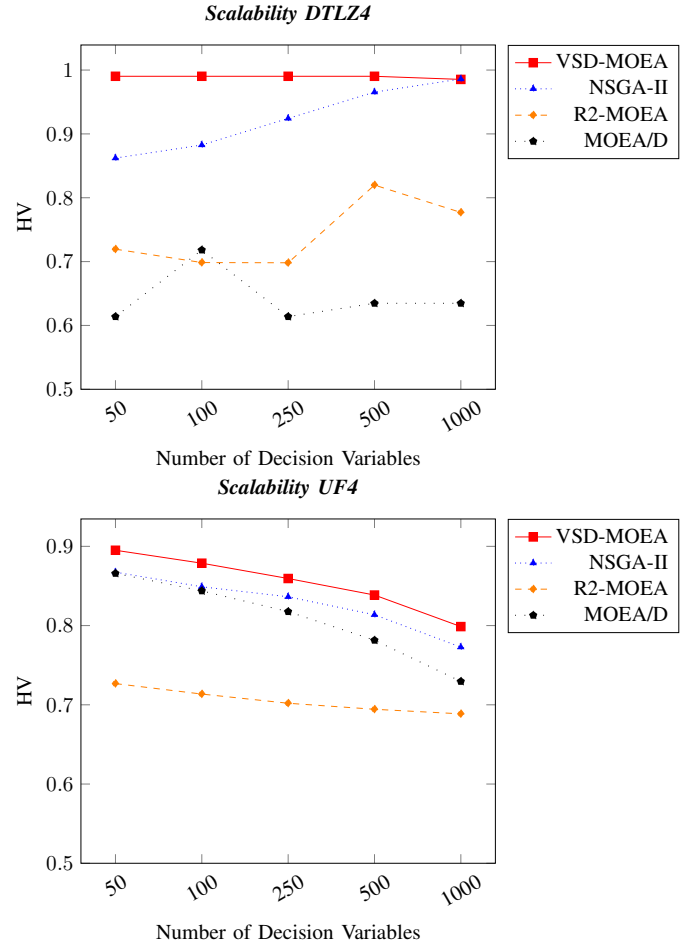 Scalability DTLZ4
1
0.9
0.8
0.7
0.6
0.5
HV
50 100 250 500 1000
Number of Decision Variables
VSD-MOEA
NSGA-II
R2-MOEA
MOEA/D
Scalability UF4
0.9
0.8
0.7
0.6
0.5
HV
50 100 250 500 1000
Number of Decision Variables
VSD-MOEA
NSGA-II
R2-MOEA
MOEA/D